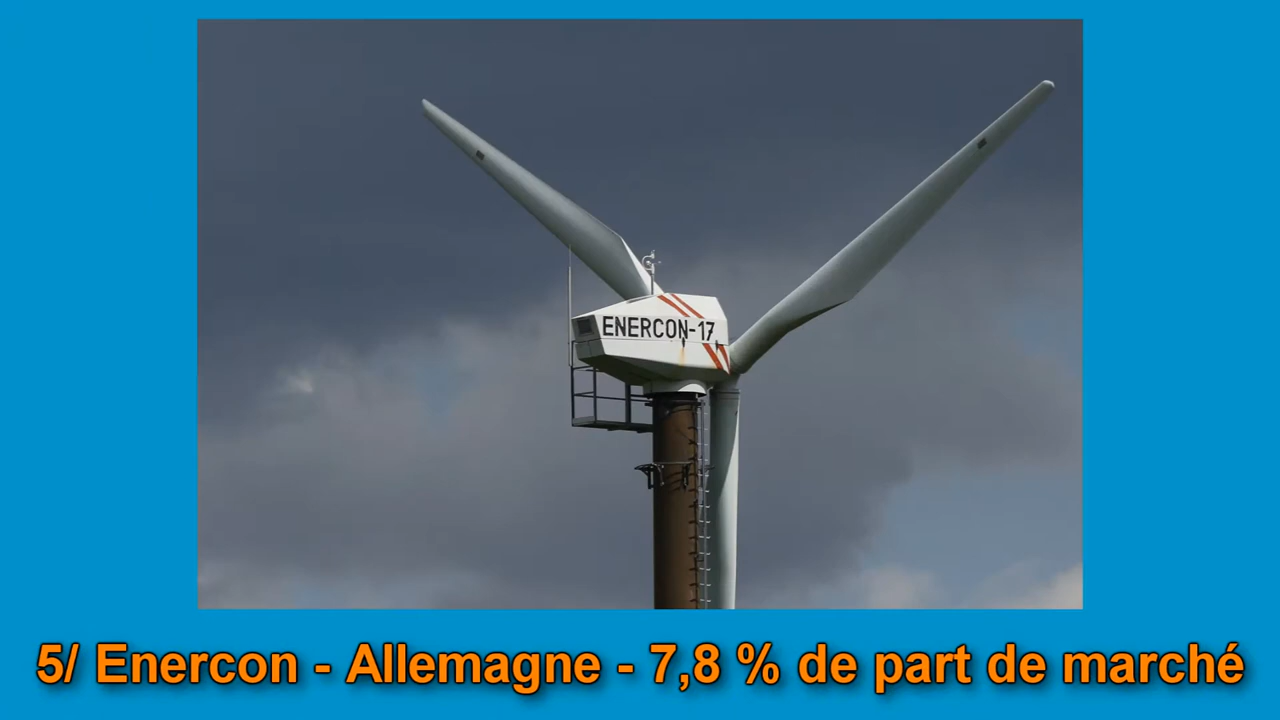 ENERCON-17
5/ Enercon - Allemagne - 7,8 % de part de marché